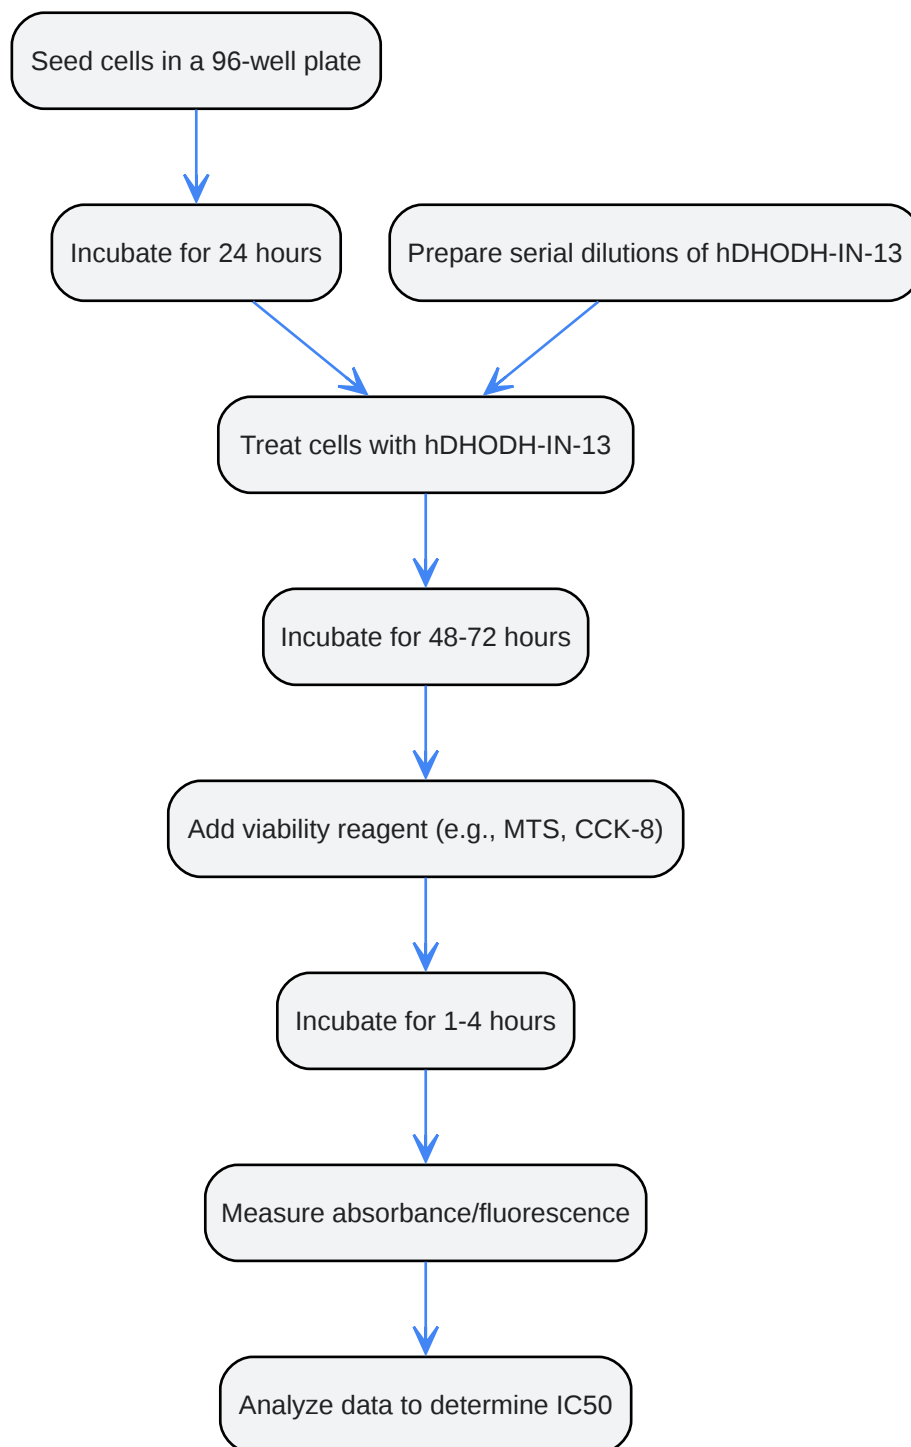 Seed cells in a 96-well plate
Incubate for 24 hours
Prepare serial dilutions of hDHODH-IN-13
Treat cells with hDHODH-IN-13
Incubate for 48-72 hours
Add viability reagent (e.g., MTS, CCK-8)
Incubate for 1-4 hours
Measure absorbance/fluorescence
Analyze data to determine IC50